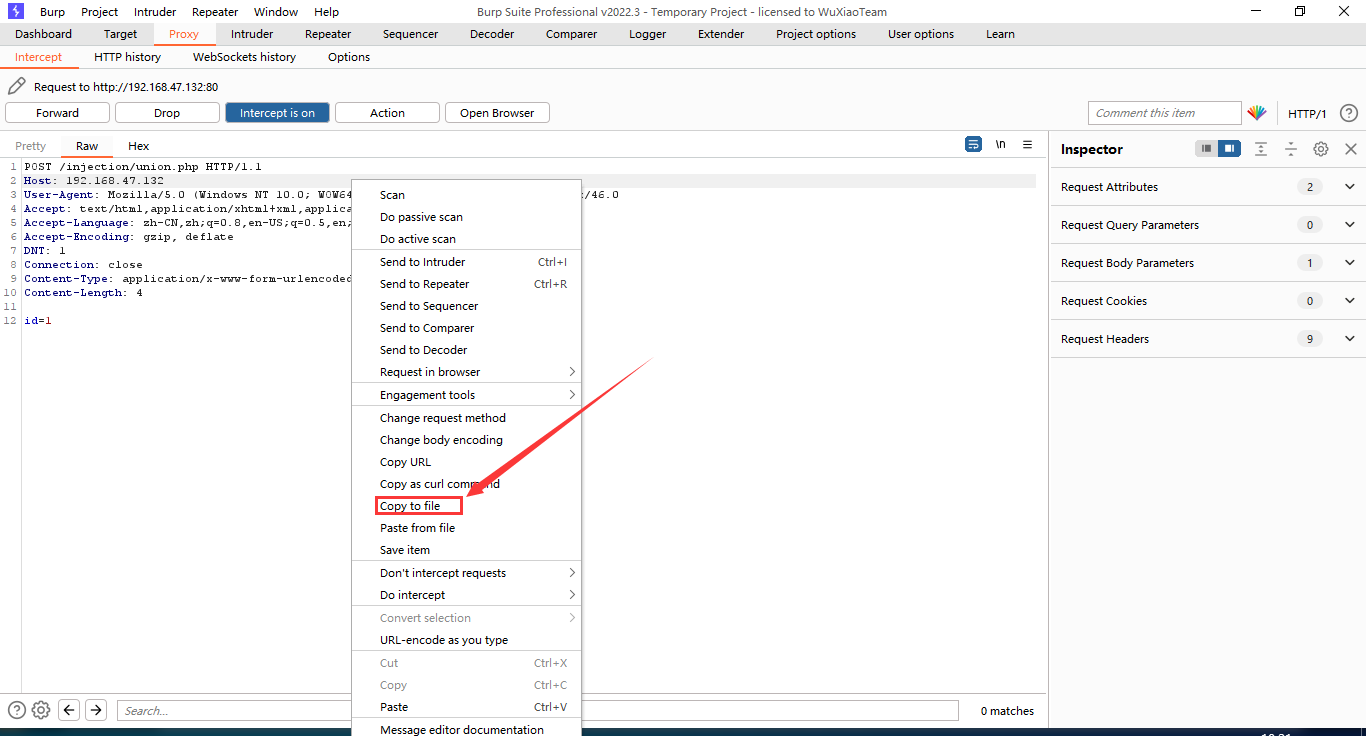 Burp Project Intruder Repeater Window Help Burp Suite Professional v2022.3 - Temporary Project - licensed to WuXiaoTeam
Dashboard Target Proxy Intruder Repeater Sequencer Decoder Comparer Logger Extender Project options User options Learn
Intercept HTTP history WebSockets history Options
Request to http://192.168.47.132:80
Forward Drop Intercept is on Action Open Browser Comment this item HTTP/1 ?
Pretty Raw Hex \n
Inspector
1 POST /injection/union.php HTTP/1.1
2 Host: 192.168.47.132
3 User-Agent: Mozilla/5.0 (Windows NT 10.0; WOW64 /46.0
4 Accept: text/html,application/xhtml+xml,applica
5 Accept-Language: zh-CN,zh;q=0.8,en-US;q=0.5,en;
6 Accept-Encoding: gzip, deflate
7 DNT: 1
8 Connection: close
9 Content-Type: application/x-www-form-urlencoded
10 Content-Length: 4
11
12 id=1
Scan
Do passive scan
Do active scan
Send to Intruder Ctrl+I
Send to Repeater Ctrl+R
Send to Sequencer
Send to Comparer
Send to Decoder
Request in browser
Engagement tools
Change request method
Change body encoding
Copy URL
Copy as curl command
Copy to file
Paste from file
Save item
Don't intercept requests
Do intercept
Convert selection
URL-encode as you type
Cut Ctrl+X
Copy Ctrl+C
Paste Ctrl+V
Message editor documentation
Request Attributes 2
Request Query Parameters 0
Request Body Parameters 1
Request Cookies 0
Request Headers 9
? Search... 0 matches